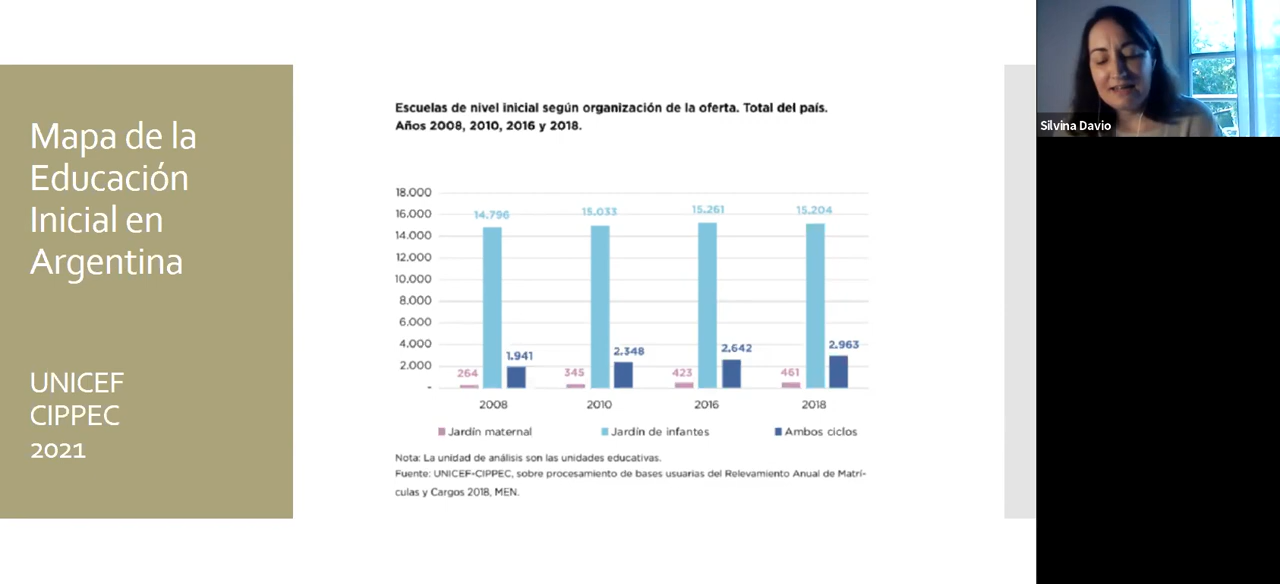 Mapa de la
Educación
Inicial en
Argentina
UNICEF
CIPPEC
2021
Escuelas de nivel inicial según organización de la oferta. Total del país.
Años 2008, 2010, 2016 y 2018.
18.000
16.000
14.000
12.000
10.000
8.000
6.000
4.000
2.000
-
14.796
15.033
15.261
15.204
264
1.941
345
2.348
423
2.642
461
2.963
2008
2010
2016
2018
Jardín maternal
Jardín de infantes
Ambos ciclos
Nota: La unidad de análisis son las unidades educativas.
Fuente: UNICEF-CIPPEC, sobre procesamiento de bases usuarias del Relevamiento Anual de Matrí-
culas y Cargos 2018, MEN.
Silvina Davio